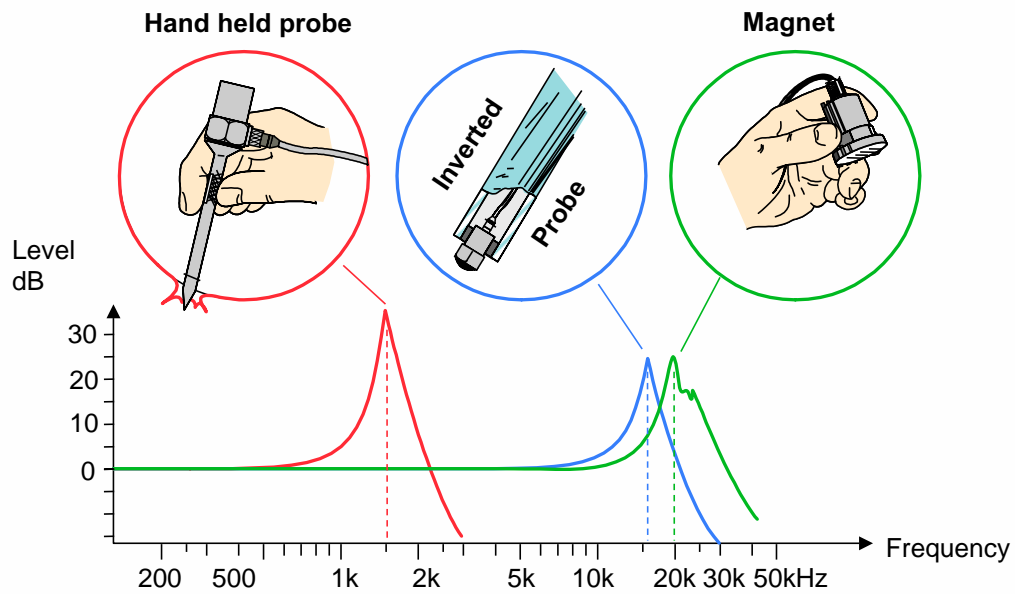 Hand held probe
Magnet
Inverted
Probe
Level
dB
30
20
10
0
200 500 1k 2k 5k 10k 20k 30k 50kHz
Frequency